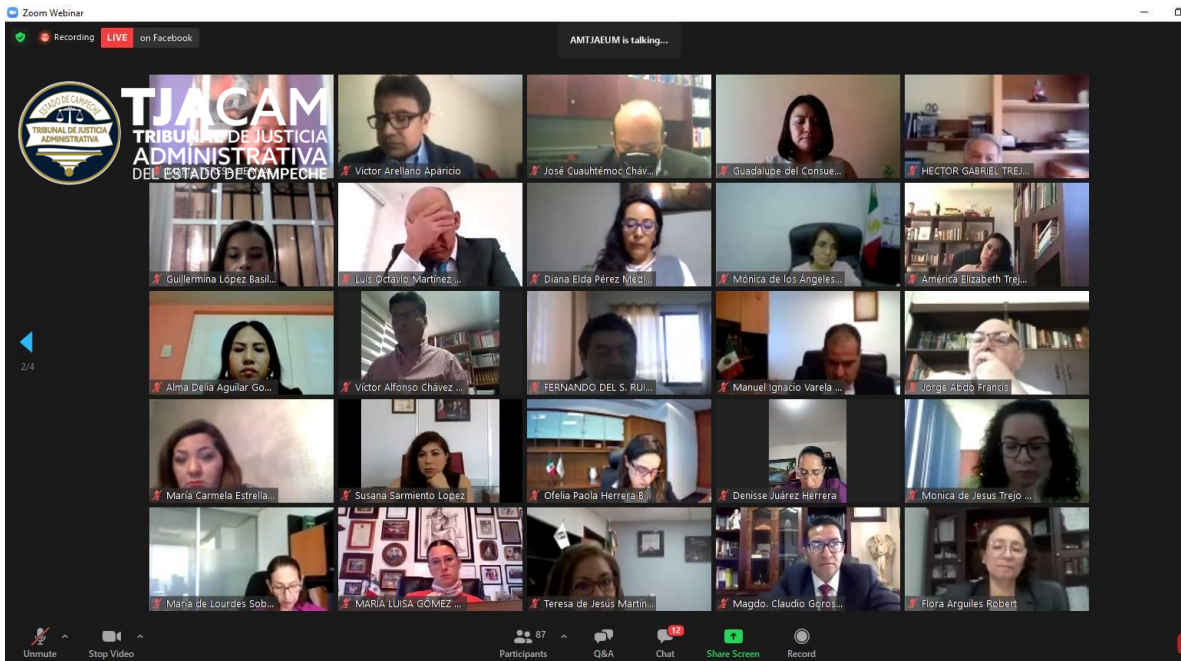 Zoom Webinar
Recording
LIVE on Facebook
AMTJAEUM is talking...
ESTADO DE CAMPECHE
TRIBUNAL DE JUSTICIA
ADMINISTRATIVA
TJACAM
TRIBUNAL DE JUSTICIA
ADMINISTRATIVA
DEL ESTADO DE CAMPECHE
Victor Arellano Aparicio
José Cuauhtémoc Cháv...
Guadalupe del Consue...
HECTOR GABRIEL TREJ...
Guillermina López Basil...
Luis Octavio Martínez ...
Diana Elda Pérez Medi...
Mónica de los Ángeles...
América Elizabeth Trej...
2/4
Alma Delia Aguilar Go...
Víctor Alfonso Chávez ...
FERNANDO DEL S. RUI...
Manuel Ignacio Varela ...
Jorge Abdo Francis
María Carmela Estrella...
Susana Sarmiento Lopez
Ofelia Paola Herrera B...
Denisse Juárez Herrera
Monica de Jesus Trejo ...
Maria de Lourdes Sob...
MARÍA LUISA GÓMEZ ...
Teresa de Jesús Martín...
Magdo. Claudio Goros...
Flora Arguiles Robert
Unmute
Stop Video
87
Participants
Q&A
12
Chat
Share Screen
Record